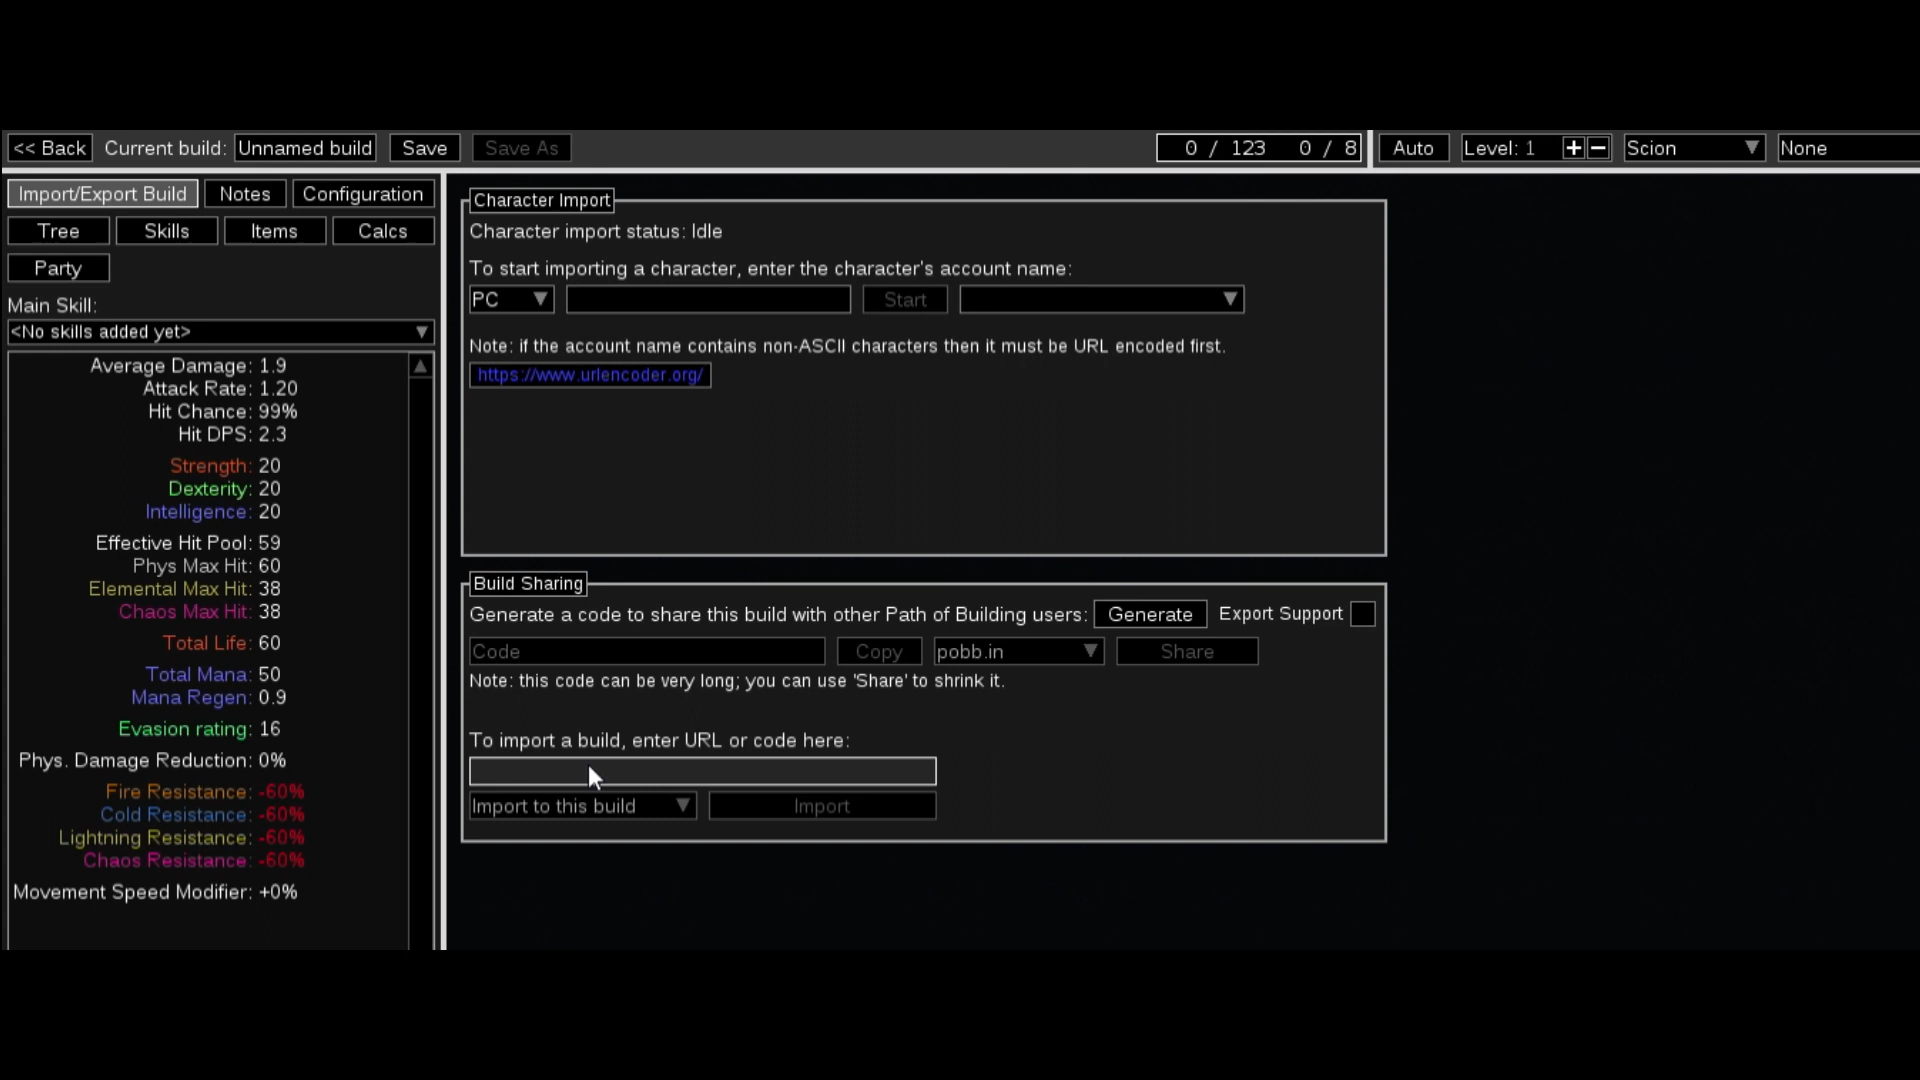 << Back Current build: Unnamed build Save Save As 0 / 123 0 / 8 Auto Level: 1 + - Scion None
Import/Export Build Notes Configuration
Tree Skills Items Calcs
Party
Main Skill:
<No skills added yet>
Average Damage: 1.9
Attack Rate: 1.20
Hit Chance: 99%
Hit DPS: 2.3
Strength: 20
Dexterity: 20
Intelligence: 20
Effective Hit Pool: 59
Phys Max Hit: 60
Elemental Max Hit: 38
Chaos Max Hit: 38
Total Life: 60
Total Mana: 50
Mana Regen: 0.9
Evasion rating: 16
Phys. Damage Reduction: 0%
Fire Resistance: -60%
Cold Resistance: -60%
Lightning Resistance: -60%
Chaos Resistance: -60%
Movement Speed Modifier: +0%
Character Import
Character import status: Idle
To start importing a character, enter the character's account name:
PC Start
Note: if the account name contains non-ASCII characters then it must be URL encoded first.
https://www.urlencoder.org/
Build Sharing
Generate a code to share this build with other Path of Building users: Generate Export Support
Code Copy pobb.in Share
Note: this code can be very long; you can use 'Share' to shrink it.
To import a build, enter URL or code here:
Import to this build Import